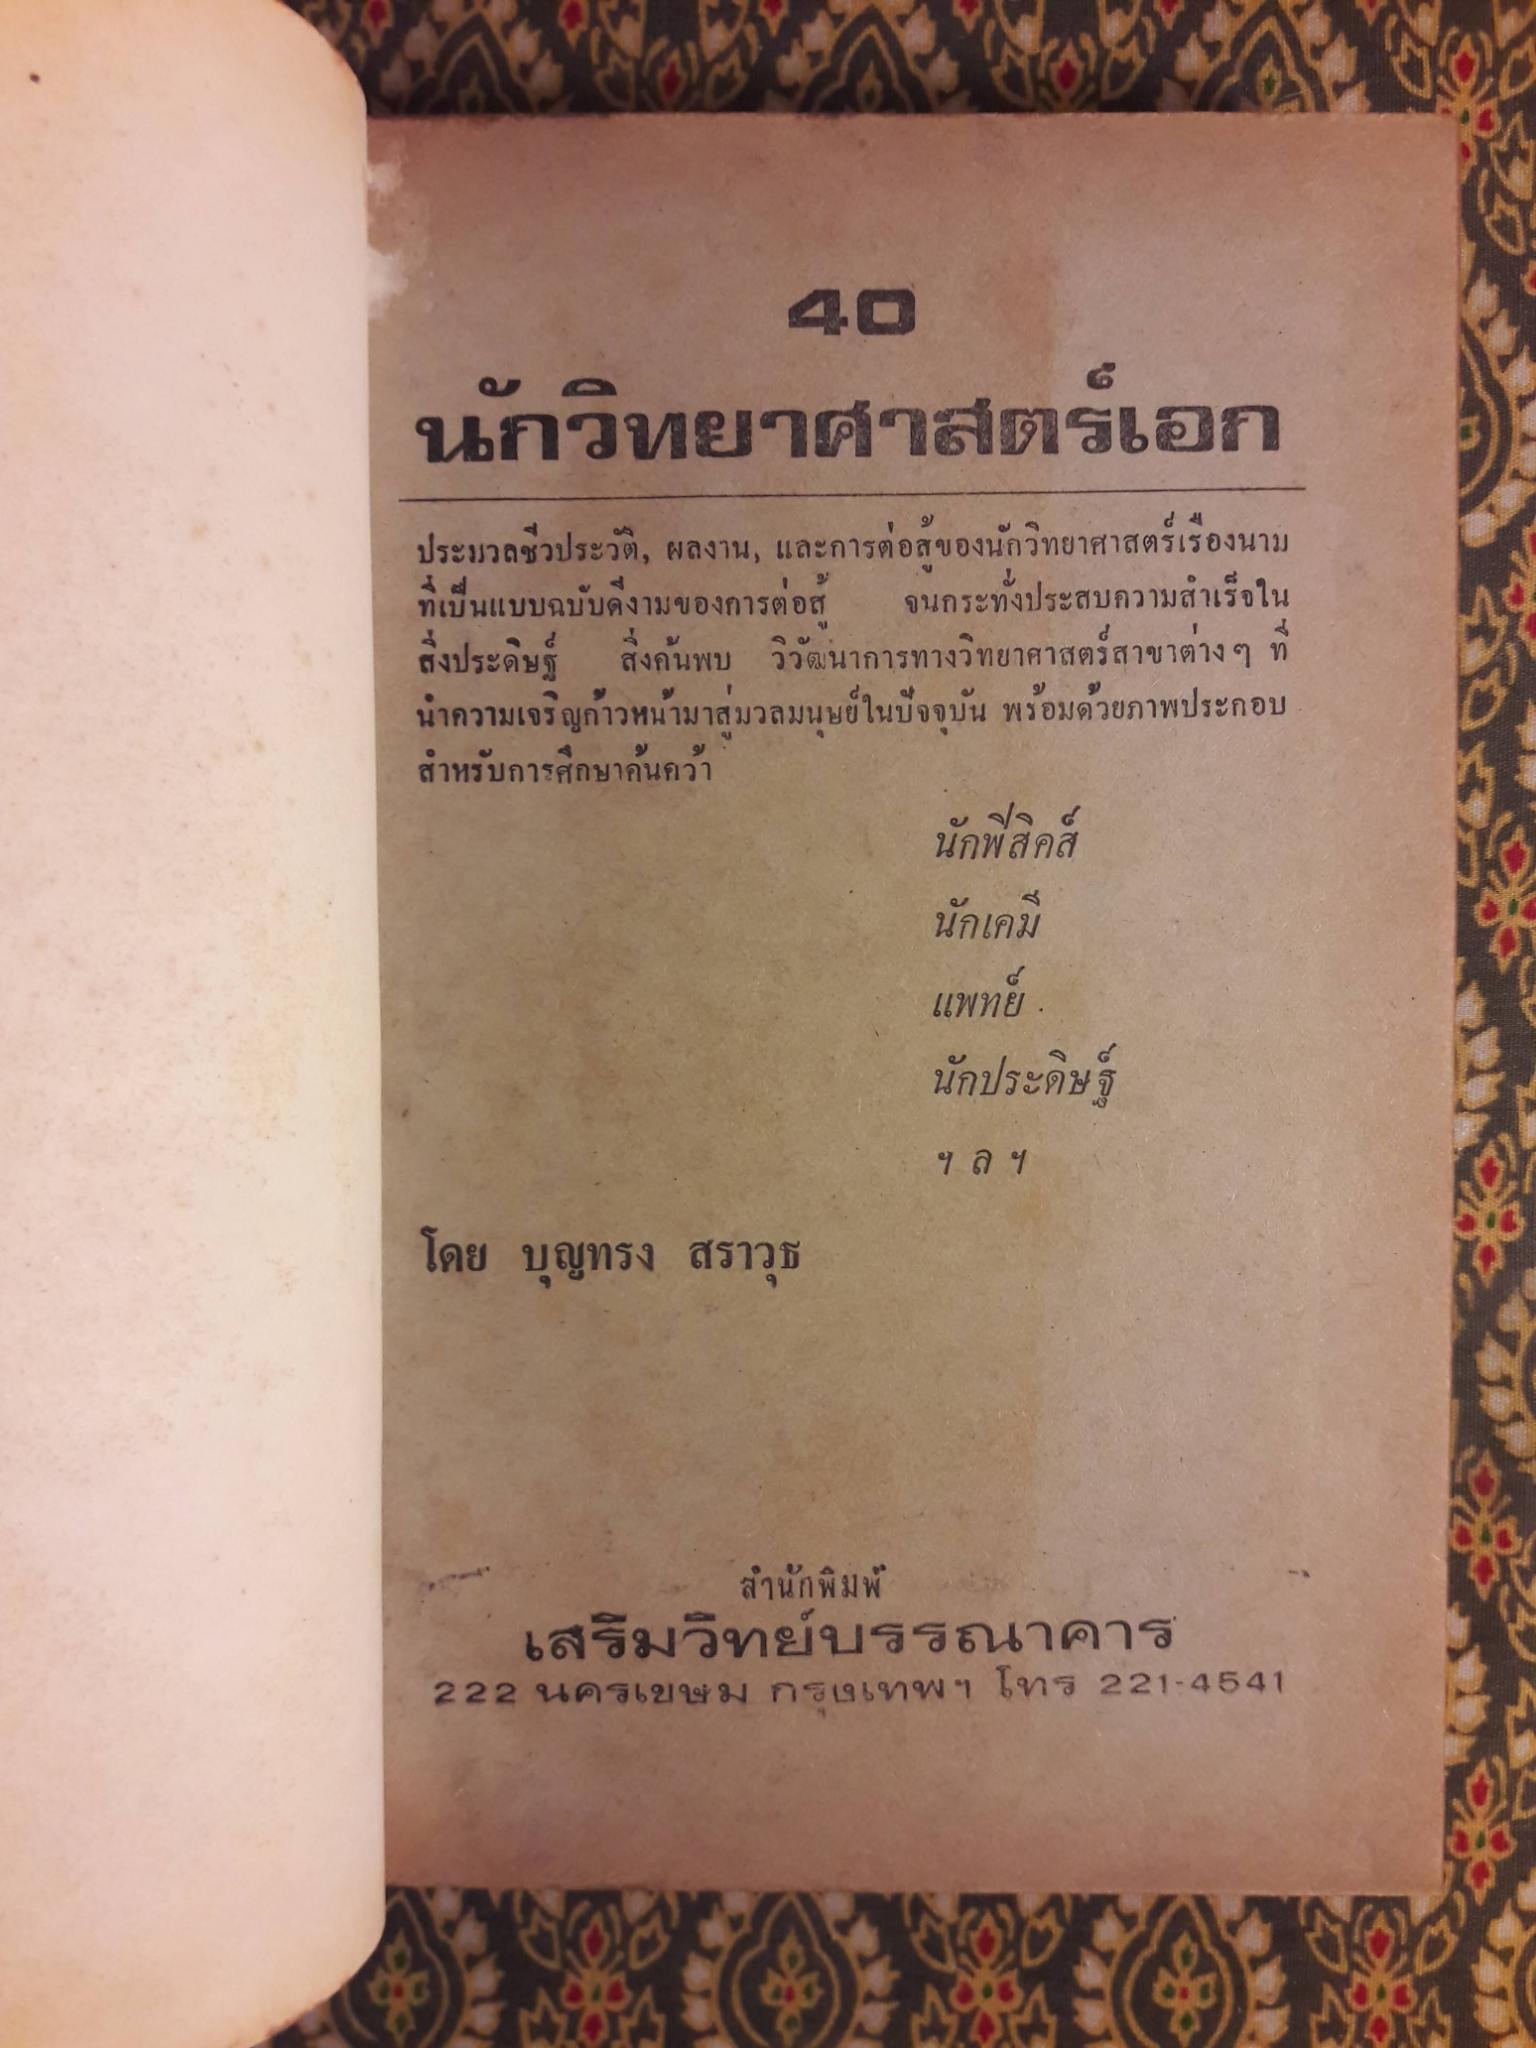 40
นักวิทยาศาสตร์เอก
ประมวลชีวประวัติ, ผลงาน, และการต่อสู้ของนักวิทยาศาสตร์เรืองนาม
ที่เป็นแบบฉบับดีงามของการต่อสู้ จนกระทั่งประสบความสำเร็จใน
สิ่งประดิษฐ์ สิ่งค้นพบ วิวัฒนาการทางวิทยาศาสตร์สาขาต่างๆ ที่
นำความเจริญก้าวหน้ามาสู่มวลมนุษย์ในปัจจุบัน พร้อมด้วยภาพประกอบ
สำหรับการศึกษาค้นคว้า
นักฟิสิคส์
นักเคมี
แพทย์
นักประดิษฐ์
ฯ ล ฯ
โดย บุญทรง สราวุธ
สำนักพิมพ์
เสริมวิทย์บรรณาคาร
222 นครเขษม กรุงเทพฯ โทร 221-4541